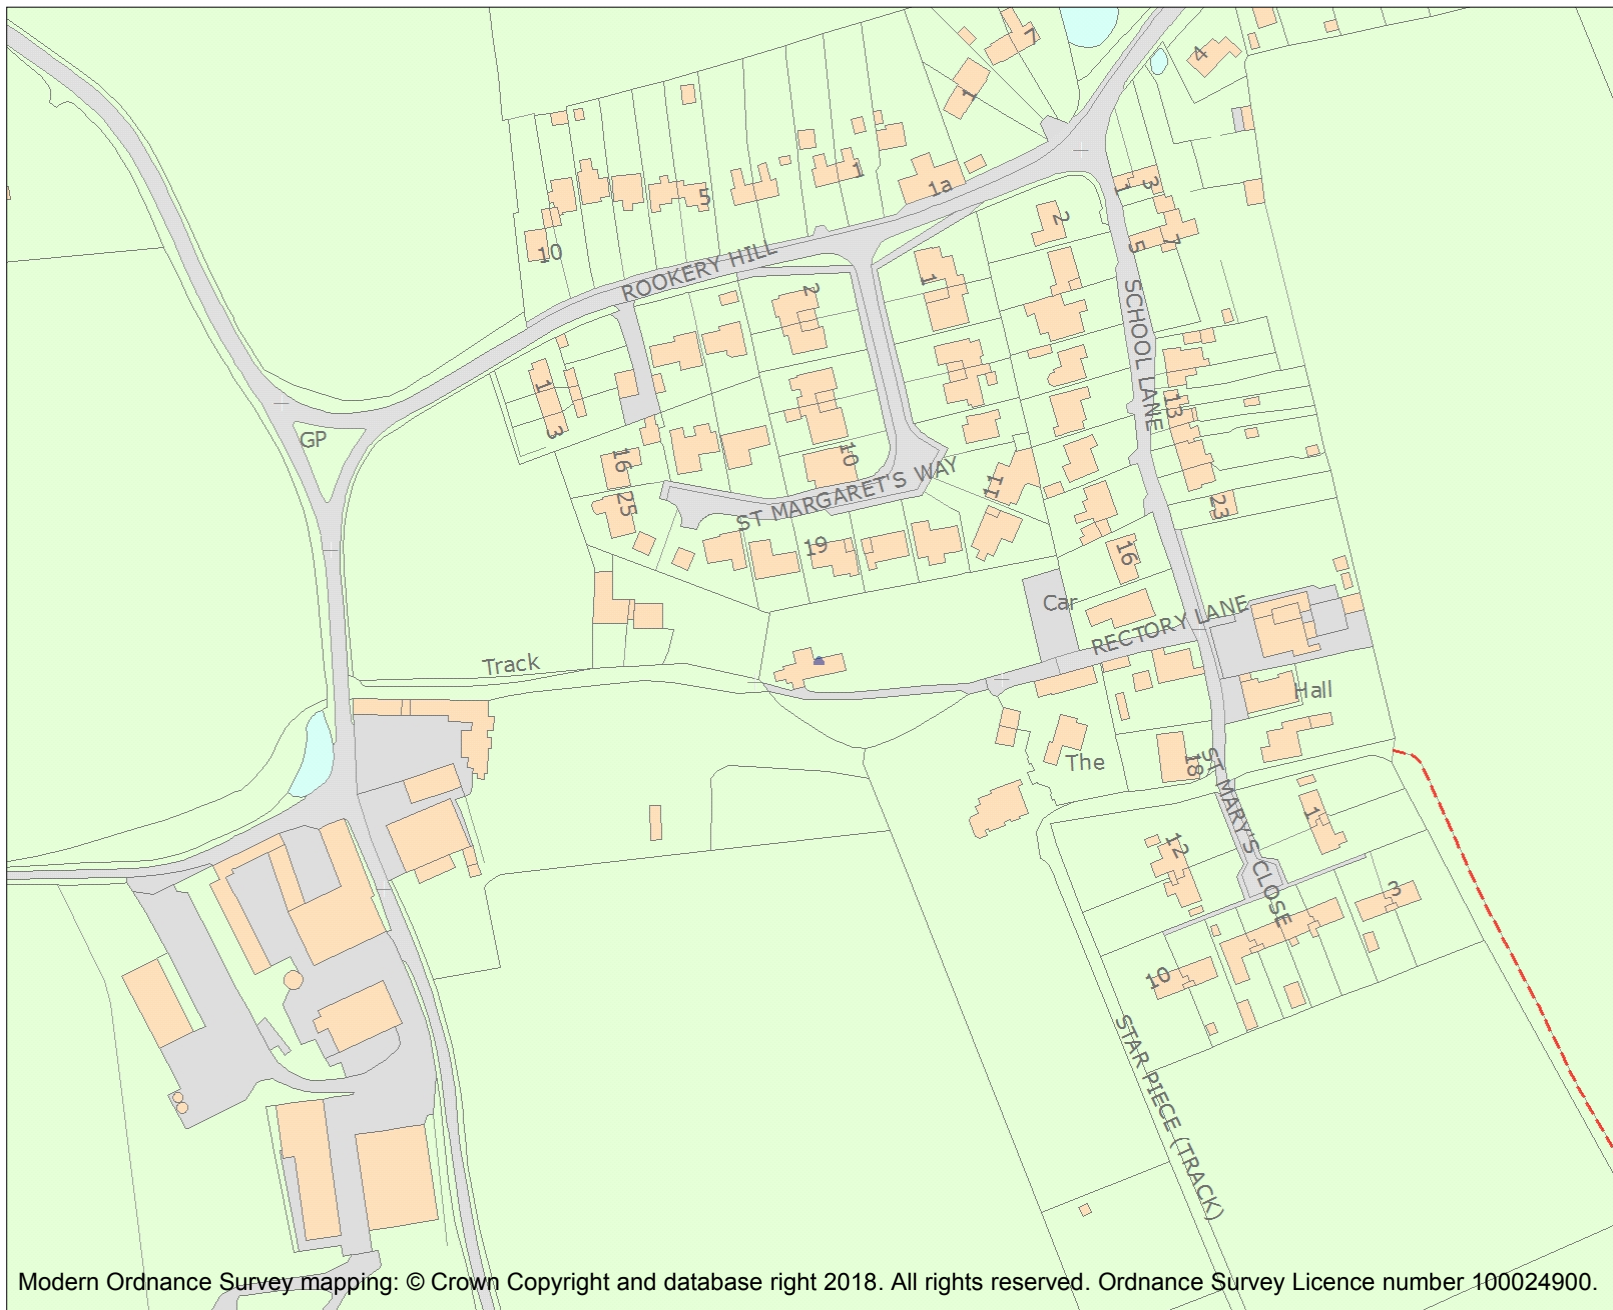 7
4
1
1
1a
5
10
1
3
2
5
7
ROOKERY HILL
2
1
SCHOOL LANE
1
3
13
GP
16
10
25
11
ST MARGARET'S WAY
23
19
16
Car
RECTORY LANE
Track
Hall
The
18
ST MARY'S CLOSE
1
12
3
10
STAR PIECE (TRACK)
Modern Ordnance Survey mapping: © Crown Copyright and database right 2018. All rights reserved. Ordnance Survey Licence number 100024900.